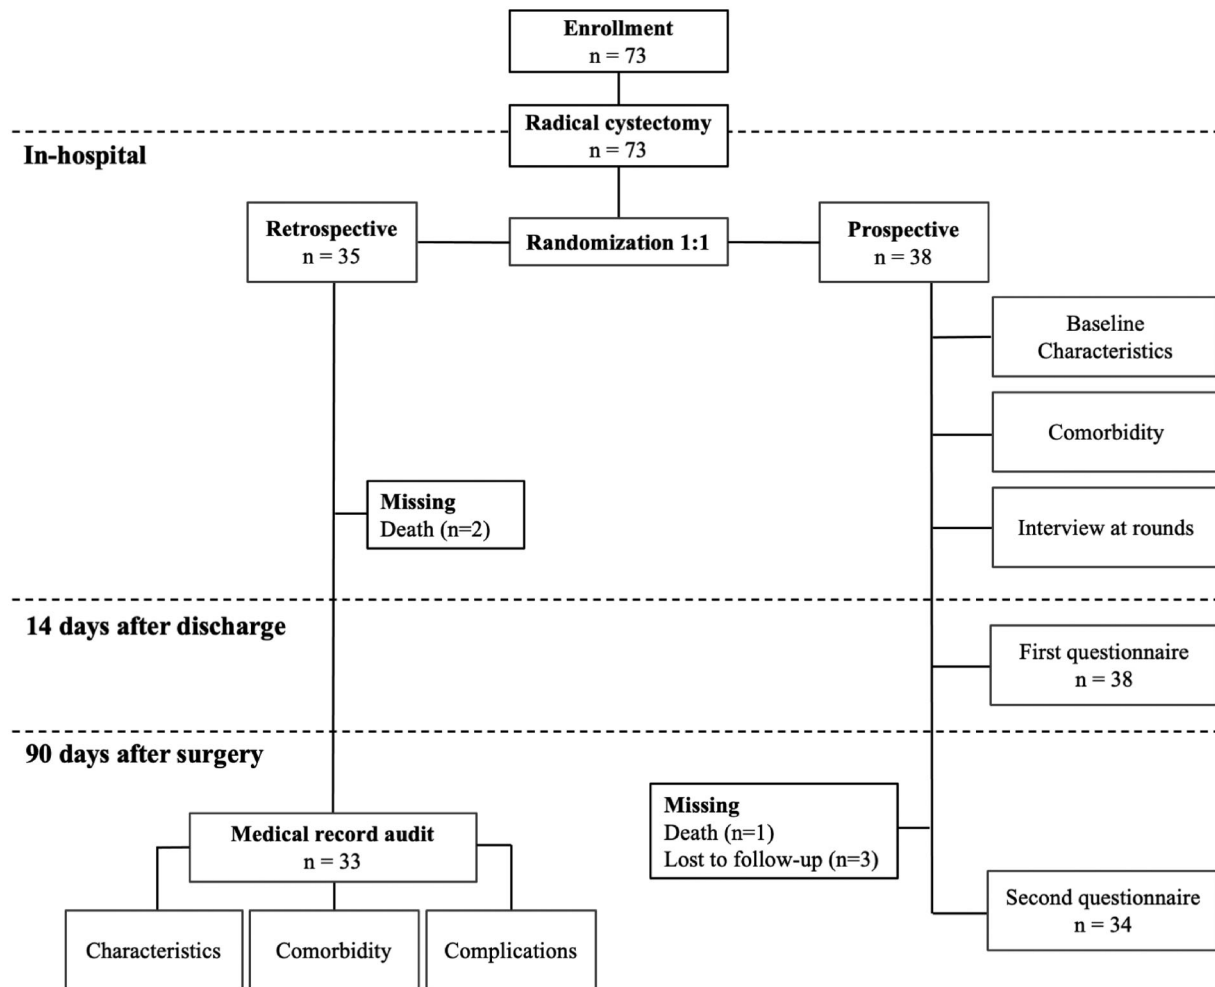 Enrollment
n = 73
Radical cystectomy
n = 73
In-hospital
Retrospective
n = 35
Randomization 1:1
Prospective
n = 38
Baseline
Characteristics
Comorbidity
Interview at rounds
Missing
Death (n=2)
14 days after discharge
First questionnaire
n = 38
90 days after surgery
Missing
Death (n=1)
Lost to follow-up (n=3)
Medical record audit
n = 33
Second questionnaire
n = 34
Characteristics
Comorbidity
Complications